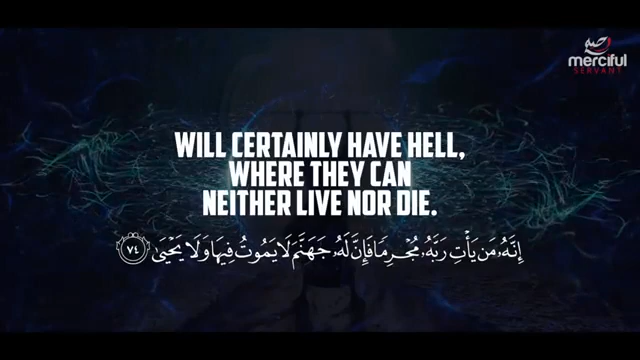 merciful
SERVANT
WILL CERTAINLY HAVE HELL,
WHERE THEY CAN
NEITHER LIVE NOR DIE.
إِنَّهُۥ مَن يَأْتِ رَبَّهُۥ مُجْرِمًا فَإِنَّ لَهُۥ جَهَنَّمَ لَا يَمُوتُ فِيهَا وَلَا يَحْيَىٰ ٧٤